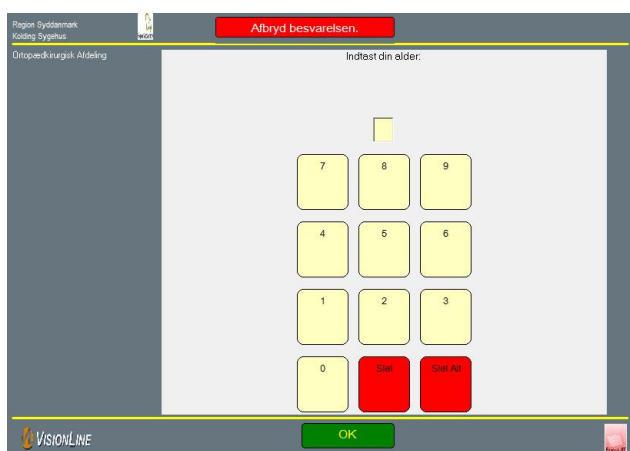 Region Syddanmark
Kolding Sygehus
Afbryd besvarelsen.
Ortopædkirurgisk Afdeling
Indtast din alder:
7 8 9
4 5 6
1 2 3
0 Slet Slet Alt
VISIONLINE
OK